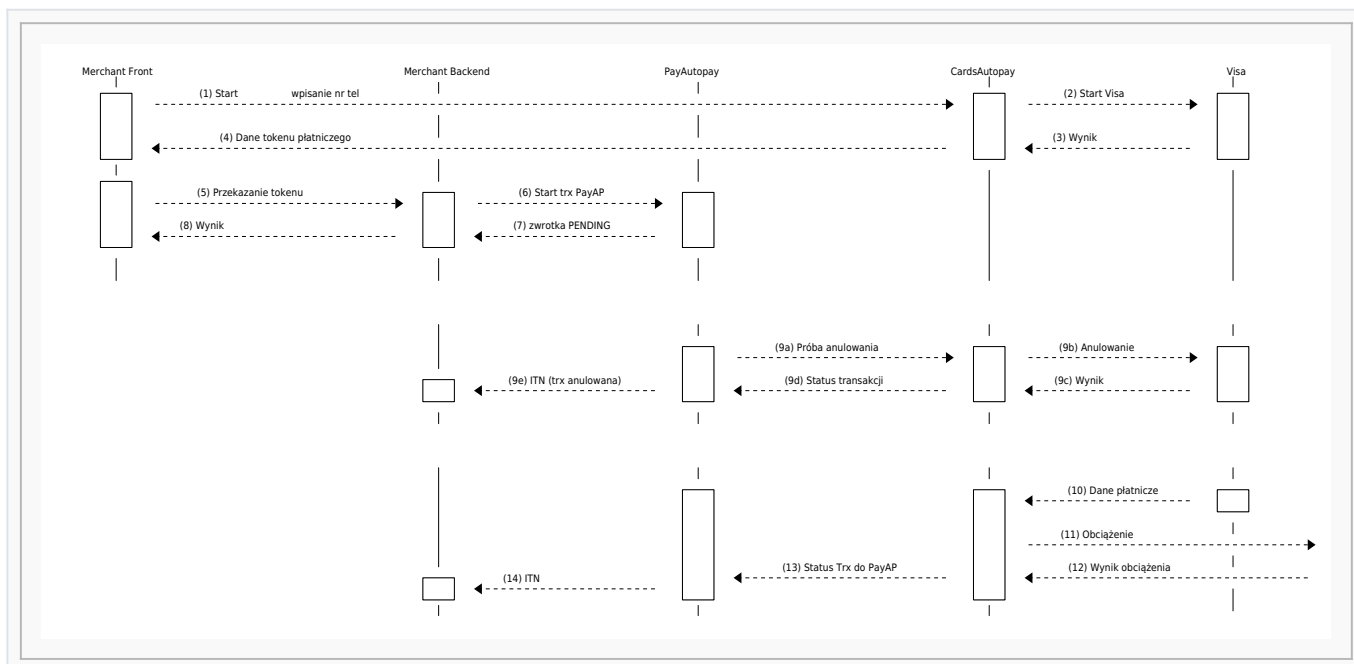 Merchant Front
Merchant Backend
PayAutopay
CardsAutopay
Visa
(1) Start wpisanie nr tel
(2) Start Visa
(4) Dane tokenu płatniczego
(3) Wynik
(5) Przekazanie tokenu
(6) Start trx PayAP
(8) Wynik
(7) zwrotka PENDING
(9a) Próba anulowania
(9b) Anulowanie
(9e) ITN (trx anulowana)
(9d) Status transakcji
(9c) Wynik
(10) Dane płatnicze
(11) Obciążenie
(14) ITN
(13) Status Trx do PayAP
(12) Wynik obciążenia